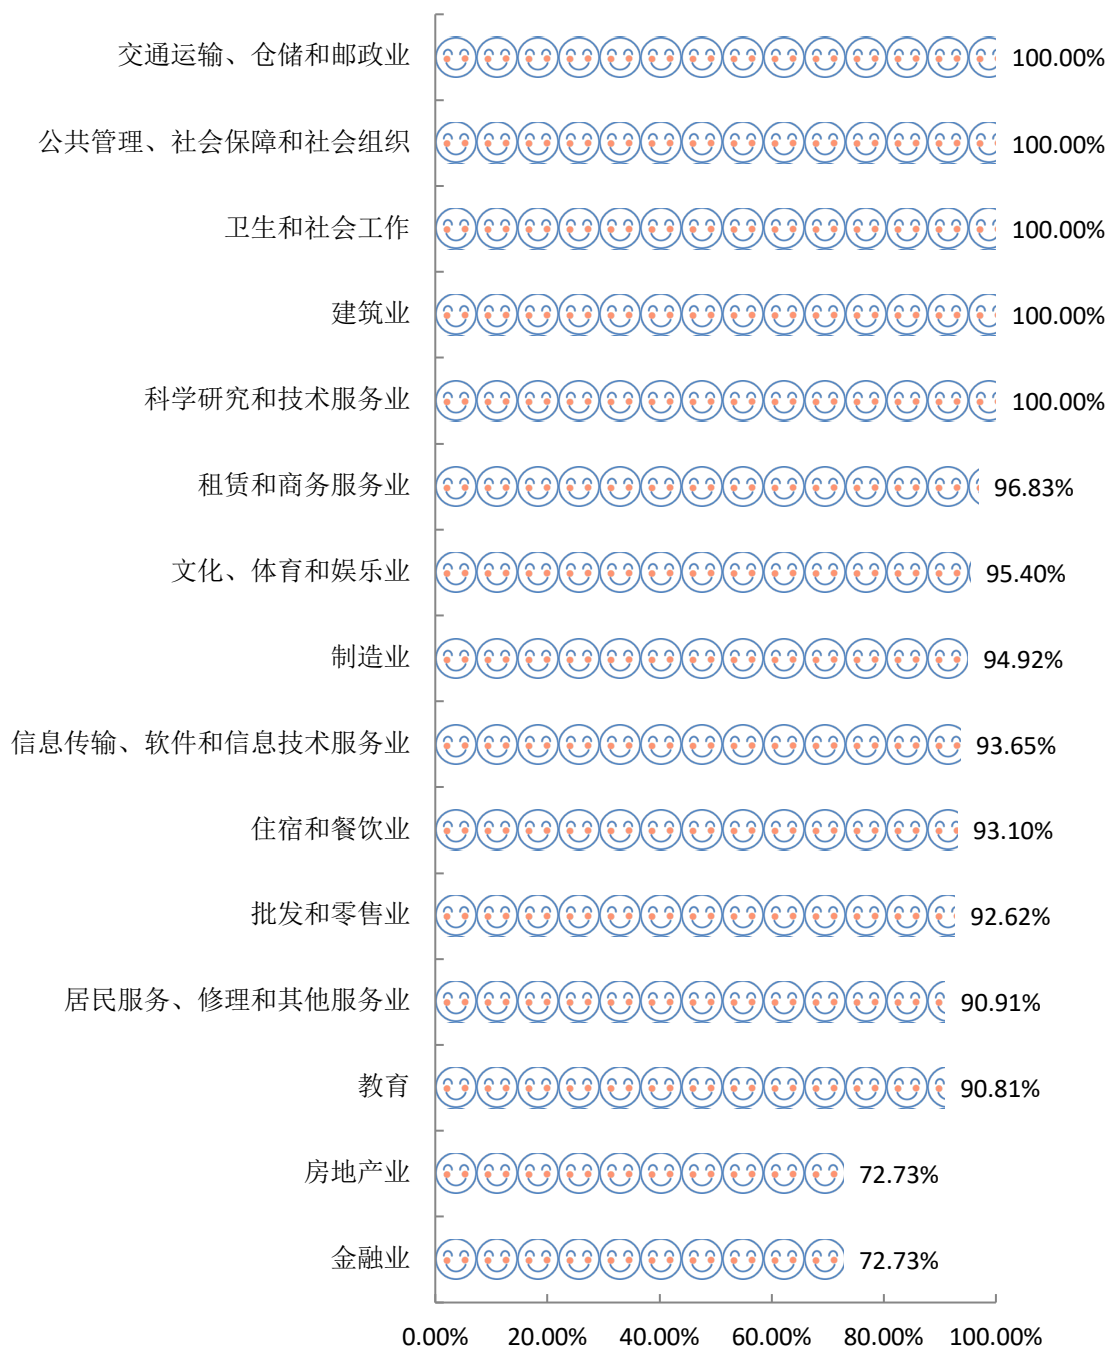 交通运输、仓储和邮政业 100.00%
公共管理、社会保障和社会组织 100.00%
卫生和社会工作 100.00%
建筑业 100.00%
科学研究和技术服务业 100.00%
租赁和商务服务业 96.83%
文化、体育和娱乐业 95.40%
制造业 94.92%
信息传输、软件和信息技术服务业 93.65%
住宿和餐饮业 93.10%
批发和零售业 92.62%
居民服务、修理和其他服务业 90.91%
教育 90.81%
房地产业 72.73%
金融业 72.73%
0.00% 20.00% 40.00% 60.00% 80.00% 100.00%